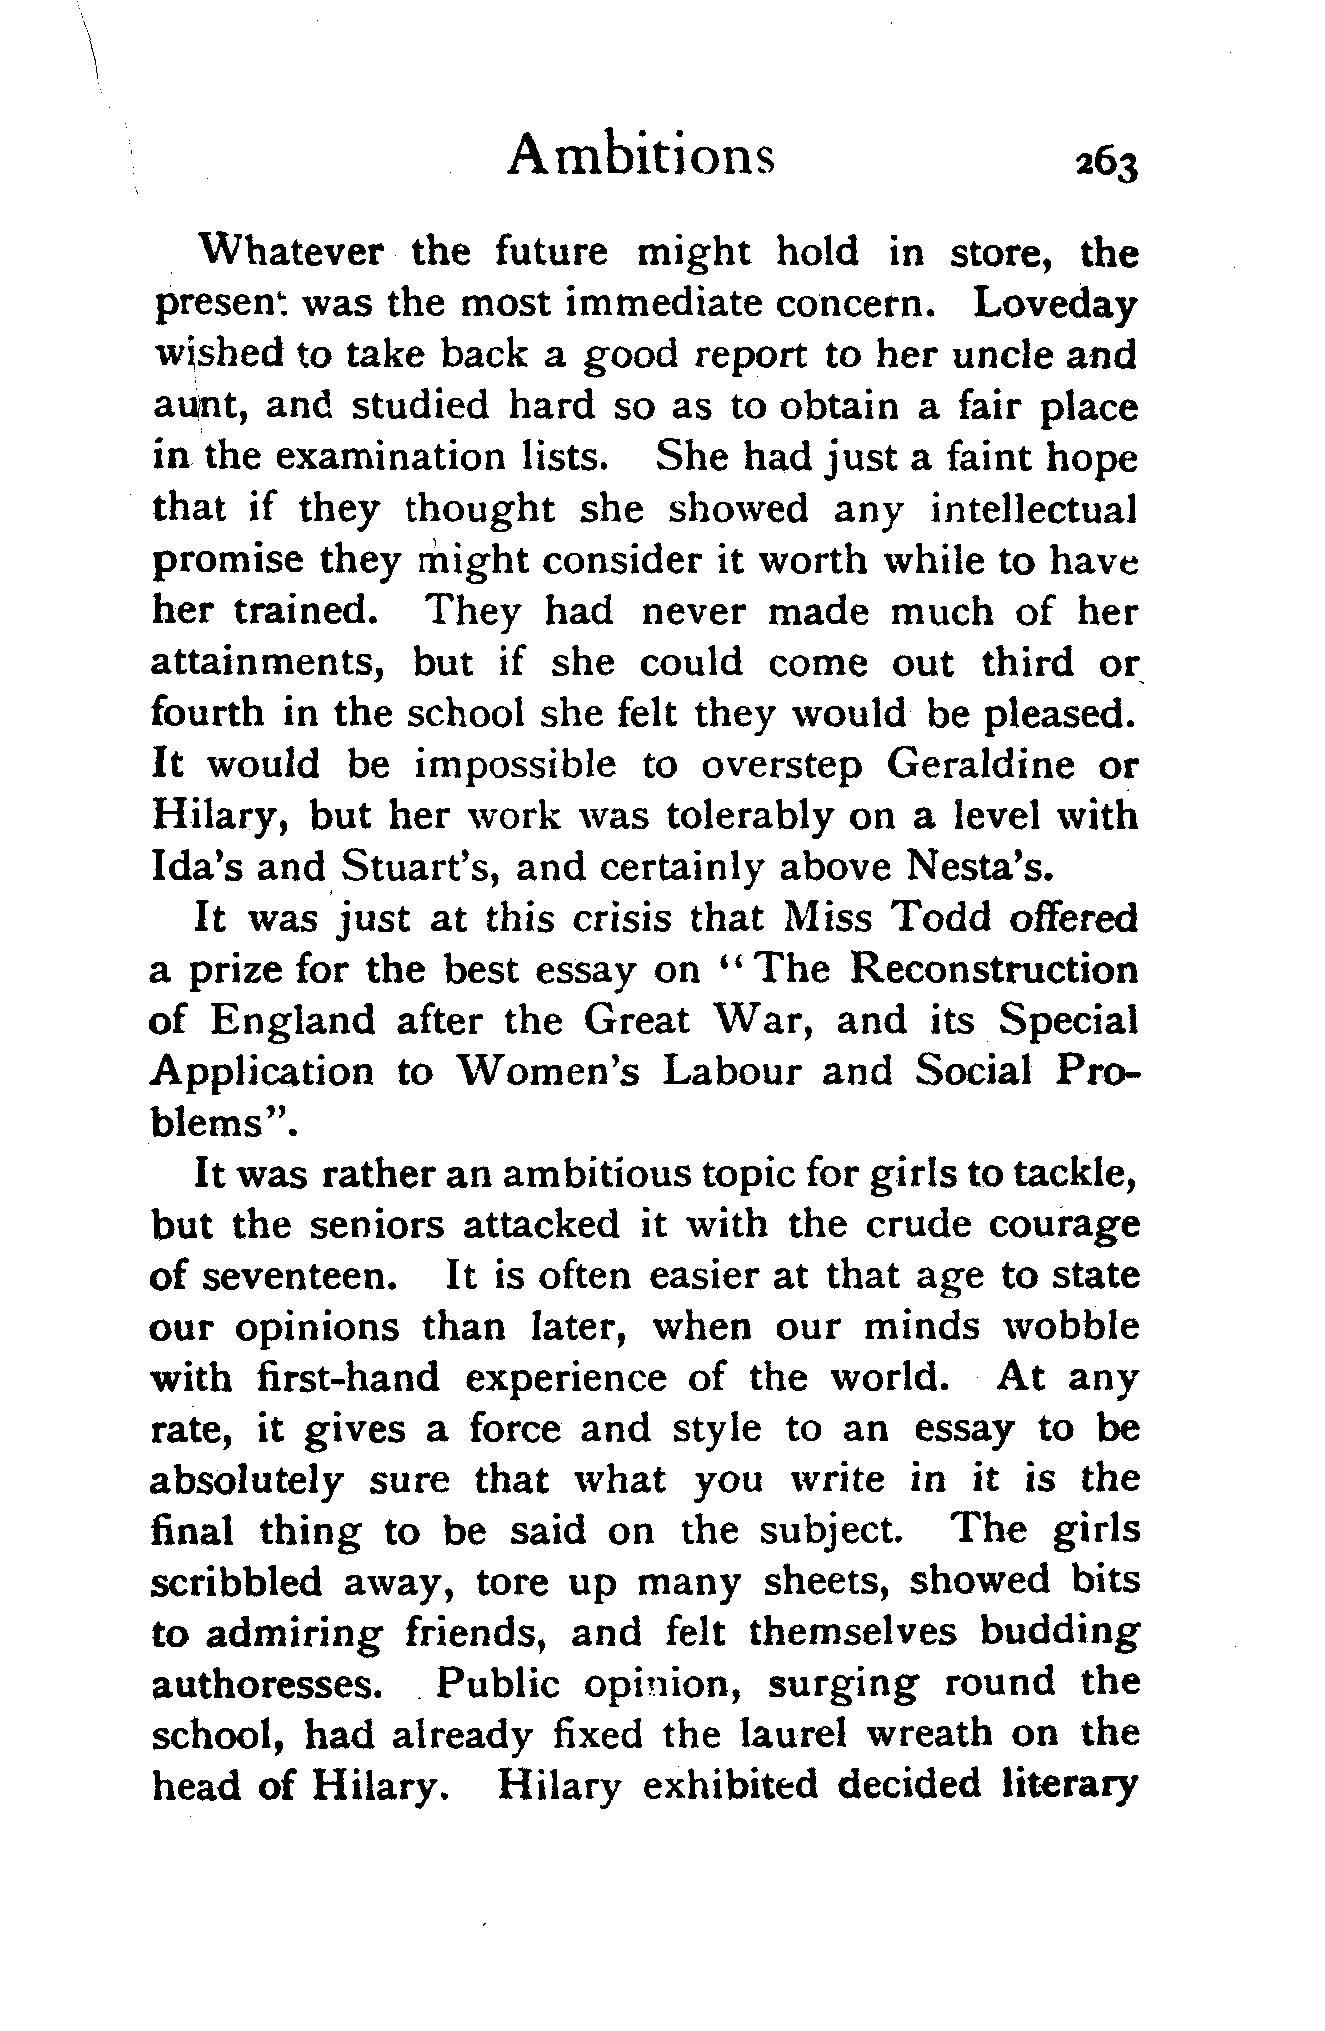 Ambitions 263
Whatever the future might hold in store, the
present was the most immediate concern. Loveday
wished to take back a good report to her uncle and
aunt, and studied hard so as to obtain a fair place
in the examination lists. She had just a faint hope
that if they thought she showed any intellectual
promise they might consider it worth while to have
her trained. They had never made much of her
attainments, but if she could come out third or
fourth in the school she felt they would be pleased.
It would be impossible to overstep Geraldine or
Hilary, but her work was tolerably on a level with
Ida's and Stuart's, and certainly above Nesta's.
It was just at this crisis that Miss Todd offered
a prize for the best essay on "The Reconstruction
of England after the Great War, and its Special
Application to Women's Labour and Social Pro-
blems".
It was rather an ambitious topic for girls to tackle,
but the seniors attacked it with the crude courage
of seventeen. It is often easier at that age to state
our opinions than later, when our minds wobble
with first-hand experience of the world. At any
rate, it gives a force and style to an essay to be
absolutely sure that what you write in it is the
final thing to be said on the subject. The girls
scribbled away, tore up many sheets, showed bits
to admiring friends, and felt themselves budding
authoresses. Public opinion, surging round the
school, had already fixed the laurel wreath on the
head of Hilary. Hilary exhibited decided literary